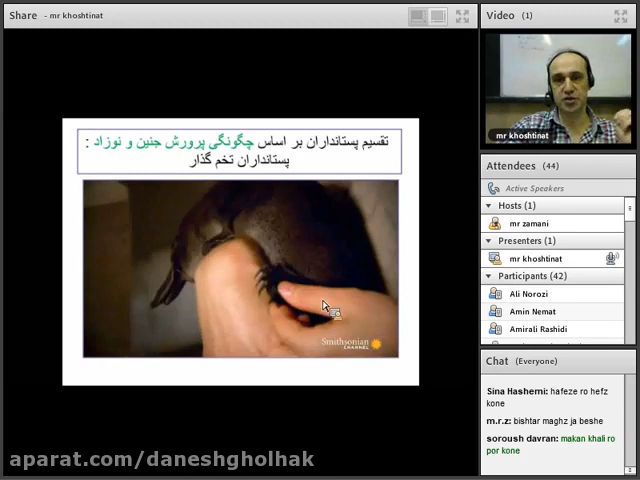 Share - mr khoshtinat
تقسیم پستانداران بر اساس چگونگی پرورش جنین و نوزاد :
پستانداران تخم گذار
Smithsonian
CHANNEL
aparat.com/daneshgholhak
Video (1)
mr khoshtinat
Attendees (44)
Active Speakers
Hosts (1)
mr zamani
Presenters (1)
mr khoshtinat
Participants (42)
Ali Norozi
Amin Nemat
Amirali Rashidi
Chat (Everyone)
Sina Hashemi: hafeze ro hefz
kone
m.r.z: bishtar maghz ja beshe
soroush davran: makan khali ro
por kone